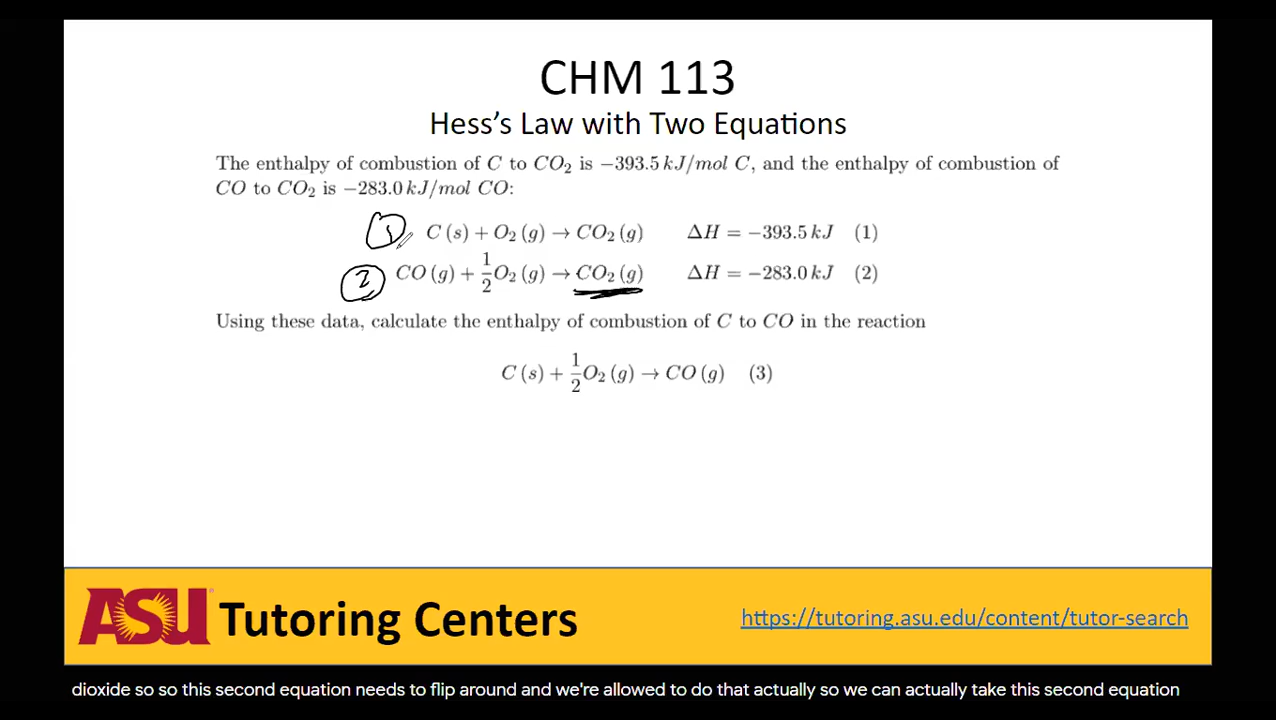 CHM 113
Hess's Law with Two Equations
The enthalpy of combustion of C to CO₂ is −393.5 kJ/mol C, and the enthalpy of combustion of
CO to CO₂ is −283.0 kJ/mol CO:
1 C (s) + O₂ (g) → CO₂ (g) ΔH = −393.5 kJ (1)
2 CO (g) + 1/2 O₂ (g) → CO₂ (g) ΔH = −283.0 kJ (2)
Using these data, calculate the enthalpy of combustion of C to CO in the reaction
C (s) + 1/2 O₂ (g) → CO (g) (3)
ASU Tutoring Centers
https://tutoring.asu.edu/content/tutor-search
dioxide so so this second equation needs to flip around and we're allowed to do that actually so we can actually take this second equation